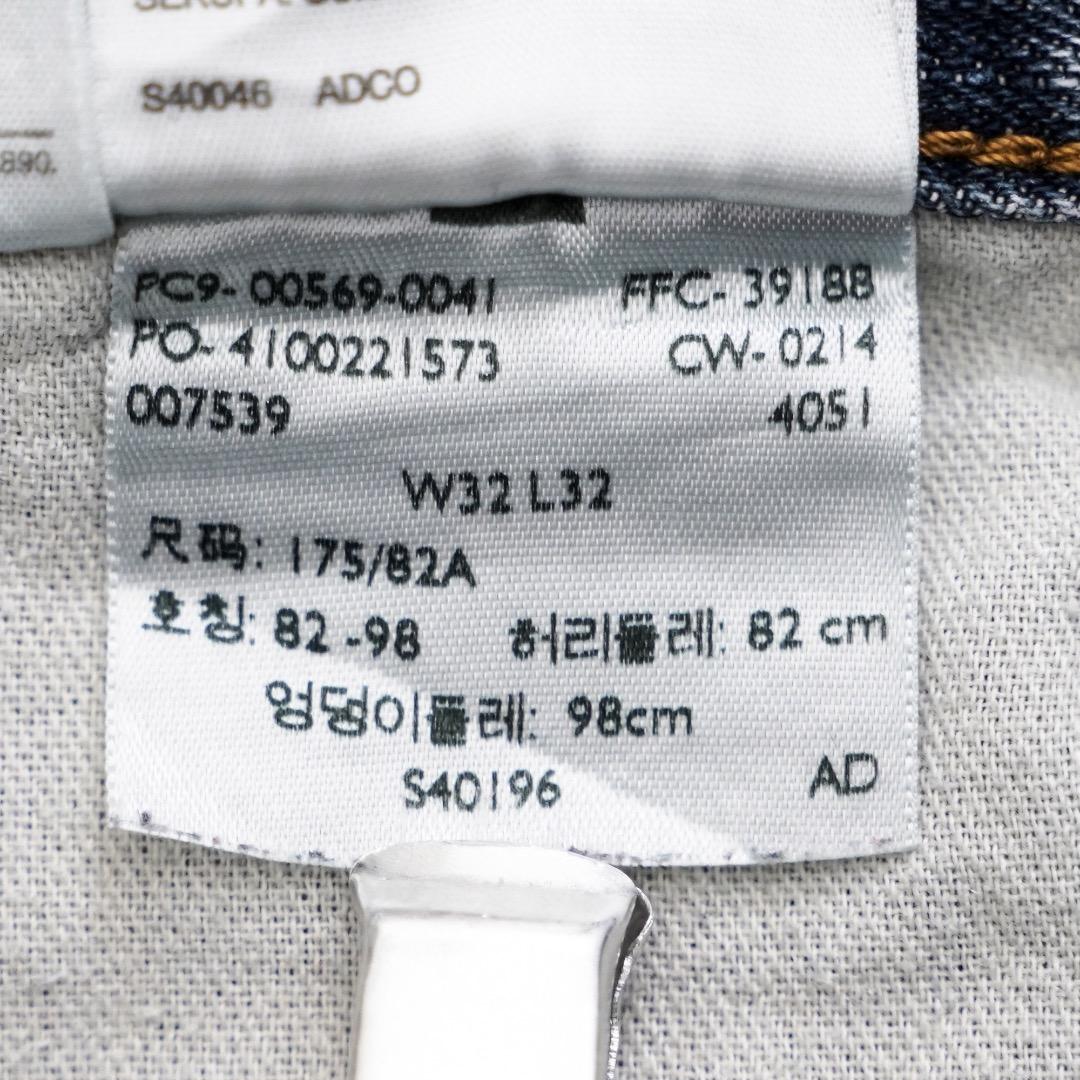 S40046 ADCO
890.
PC9-00569-0041 FFC-39188
PO-4100221573 CW-0214
007539 4051
W32 L32
尺码: 175/82A
호칭: 82-98 허리둘레: 82 cm
엉덩이둘레: 98cm
S40196 AD